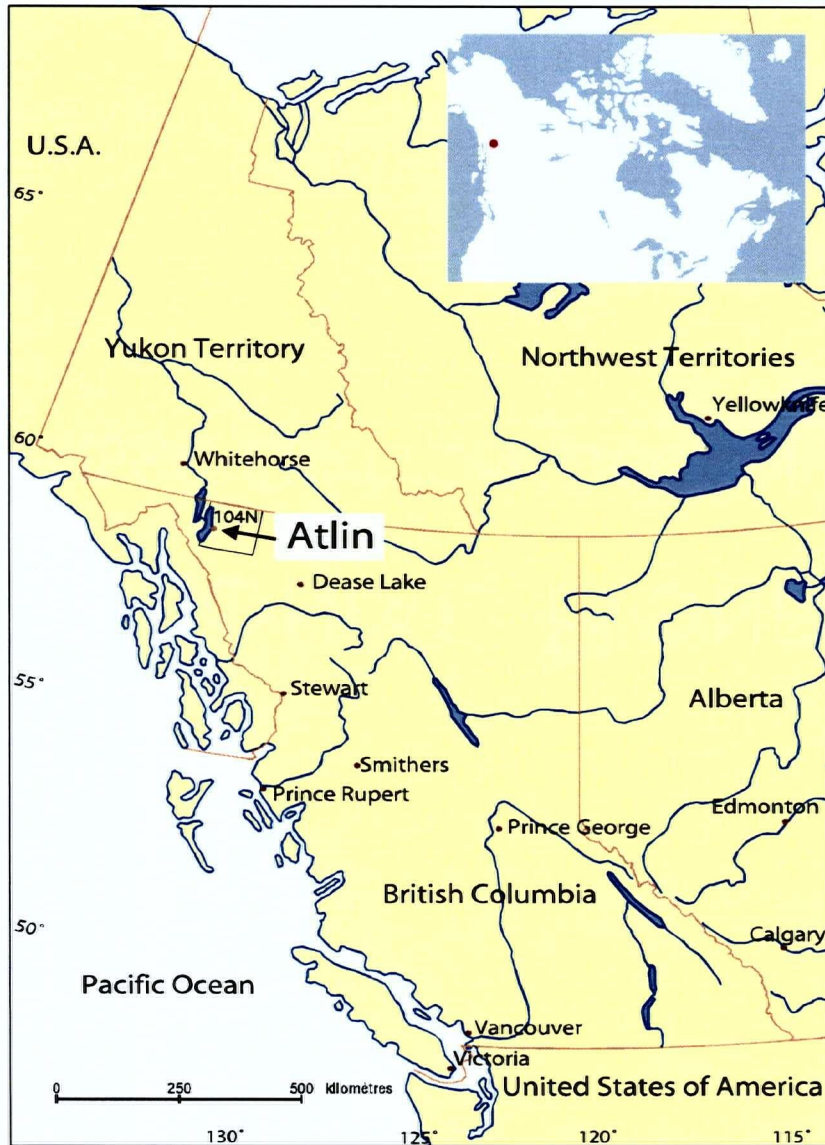 U.S.A.
65°
Yukon Territory
Northwest Territories
Yellowknife
60°
Whitehorse
104N
Atlin
Dease Lake
55°
Stewart
Alberta
Smithers
Prince Rupert
Edmonton
Prince George
British Columbia
50°
Calgary
Pacific Ocean
Vancouver
Victoria
0 250 500 kilometres
United States of America
130° 125° 120° 115°